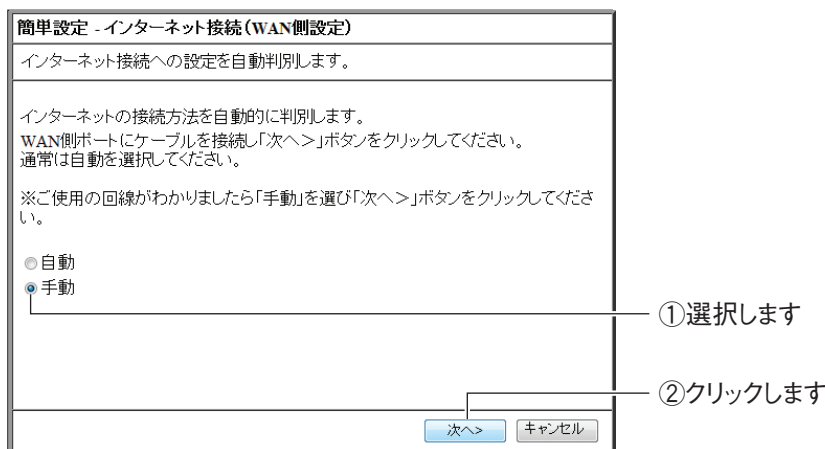 簡単設定 - インターネット接続(WAN側設定)
インターネット接続への設定を自動判別します。
インターネットの接続方法を自動的に判別します。
WAN側ポートにケーブルを接続し「次へ>」ボタンをクリックしてください。
通常は自動を選択してください。
※ご使用の回線がわかりましたら「手動」を選び「次へ>」ボタンをクリックしてくださ
い。
自動
手動
①選択します
②クリックします
次へ> キャンセル